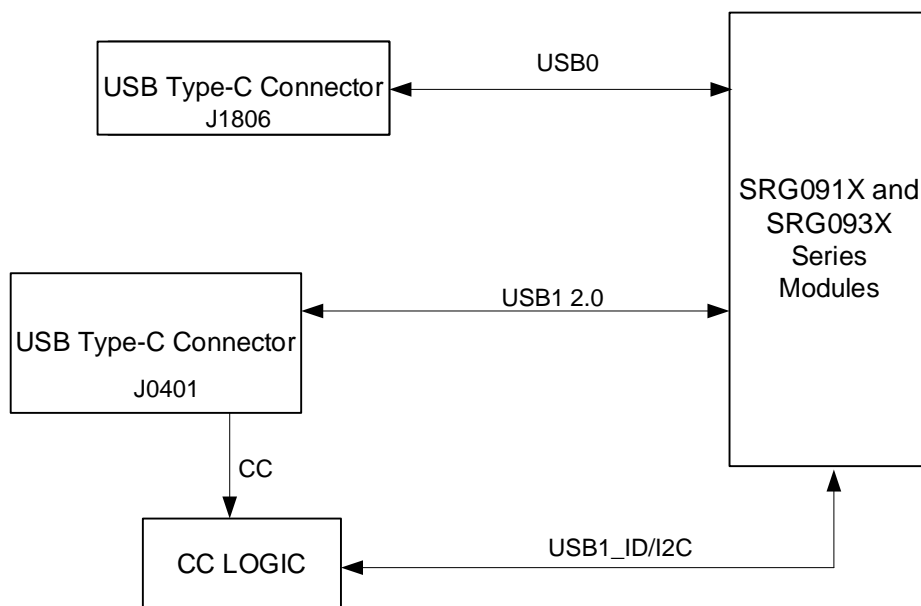 USB Type-C Connector
J1806
USB0
SRG091X and
SRG093X
Series
Modules
USB1 2.0
USB Type-C Connector
J0401
CC
CC LOGIC
USB1_ID/I2C